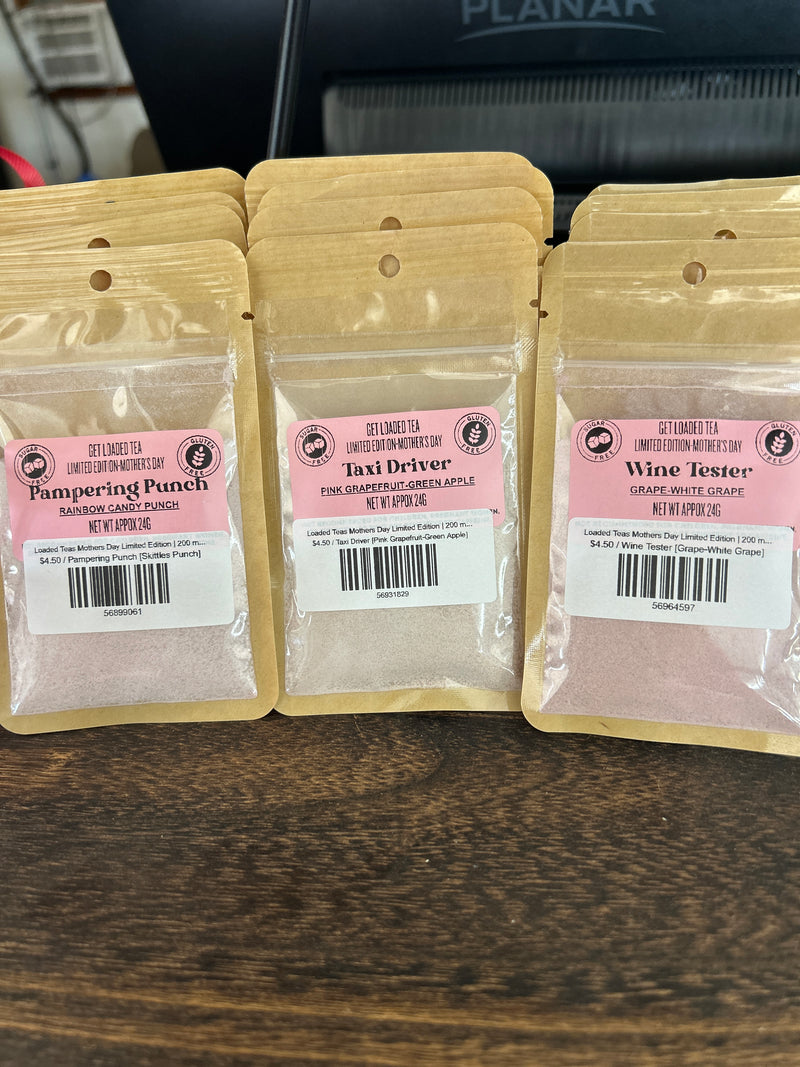 PLANAR
GET LOADED TEA
LIMITED EDITION-MOTHER'S DAY
SUGAR FREE
GLUTEN FREE
Pampering Punch
RAINBOW CANDY PUNCH
NET WT APPOX 24G
Loaded Teas Mothers Day Limited Edition | 200 m...
$4.50 / Pampering Punch [Skittles Punch]
56899061
GET LOADED TEA
LIMITED EDITION-MOTHER'S DAY
SUGAR FREE
GLUTEN FREE
Taxi Driver
PINK GRAPEFRUIT-GREEN APPLE
NET WT APPOX 24G
Loaded Teas Mothers Day Limited Edition | 200 m...
$4.50 / Taxi Driver [Pink Grapefruit-Green Apple]
56931829
GET LOADED TEA
LIMITED EDITION-MOTHER'S DAY
SUGAR FREE
GLUTEN FREE
Wine Tester
GRAPE-WHITE GRAPE
NET WT APPOX 24G
Loaded Teas Mothers Day Limited Edition | 200 m...
$4.50 / Wine Tester [Grape-White Grape]
56964597